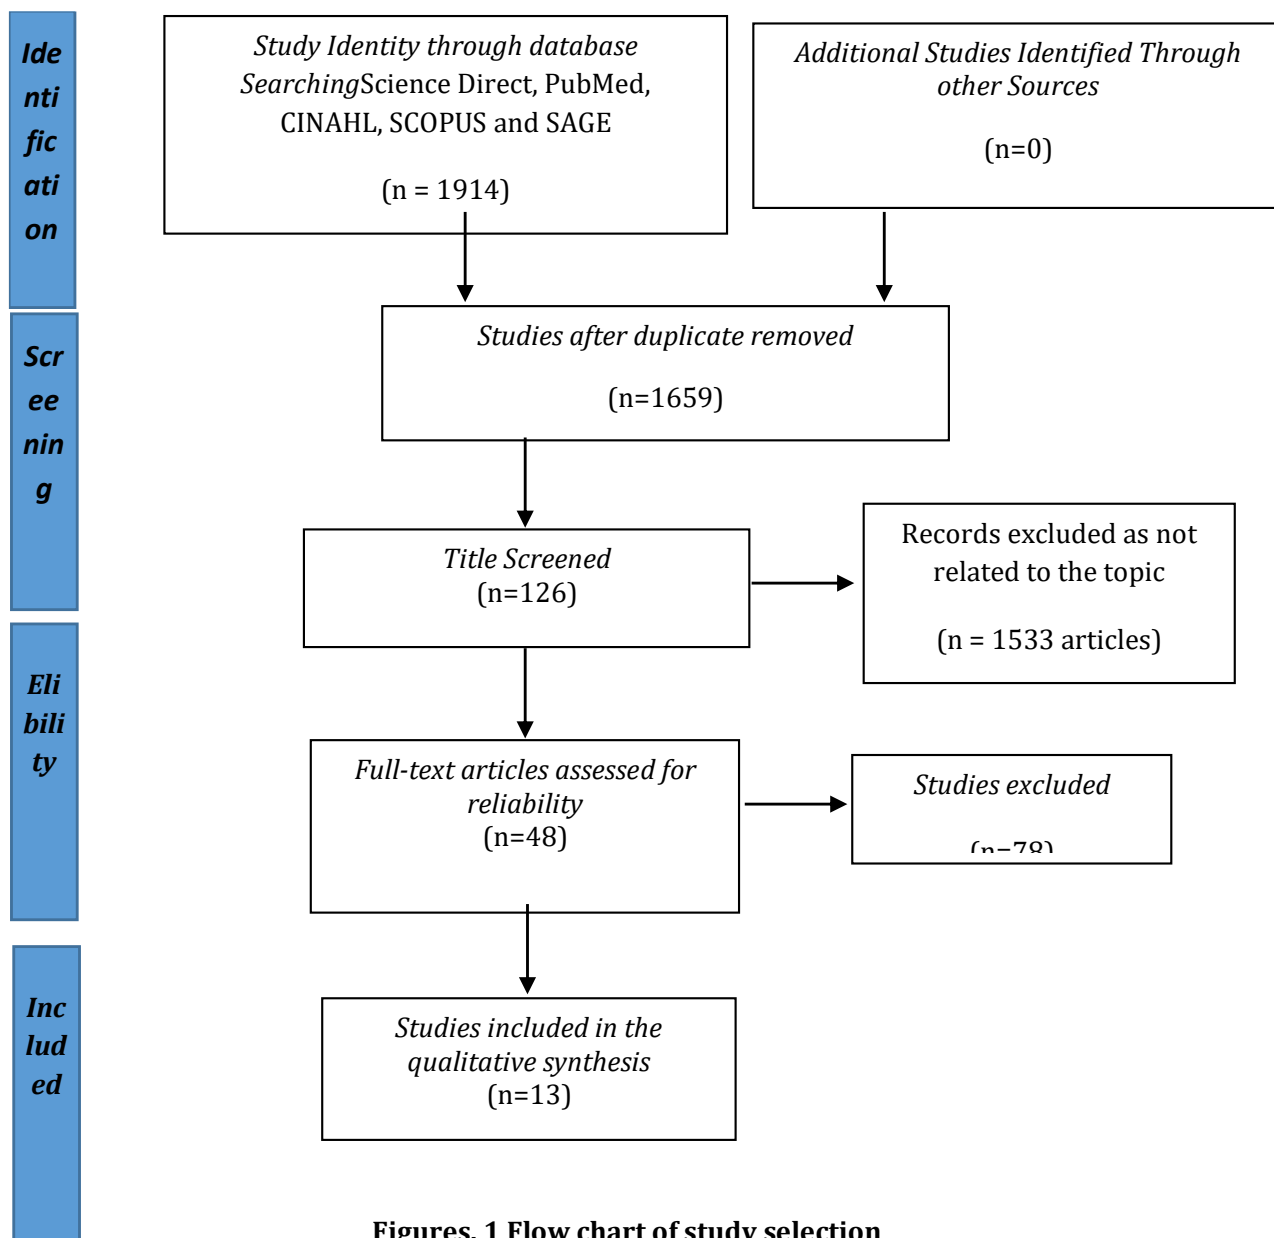 Ide
nti
fic
ati
on
Study Identity through database
SearchingScience Direct, PubMed,
CINAHL, SCOPUS and SAGE
(n = 1914)
Additional Studies Identified Through
other Sources
(n=0)
Scr
ee
nin
g
Studies after duplicate removed
(n=1659)
Title Screened
(n=126)
Records excluded as not
related to the topic
(n = 1533 articles)
Eli
bili
ty
Full-text articles assessed for
reliability
(n=48)
Studies excluded
(n=78)
Inc
lud
ed
Studies included in the
qualitative synthesis
(n=13)
Figures. 1 Flow chart of study selection